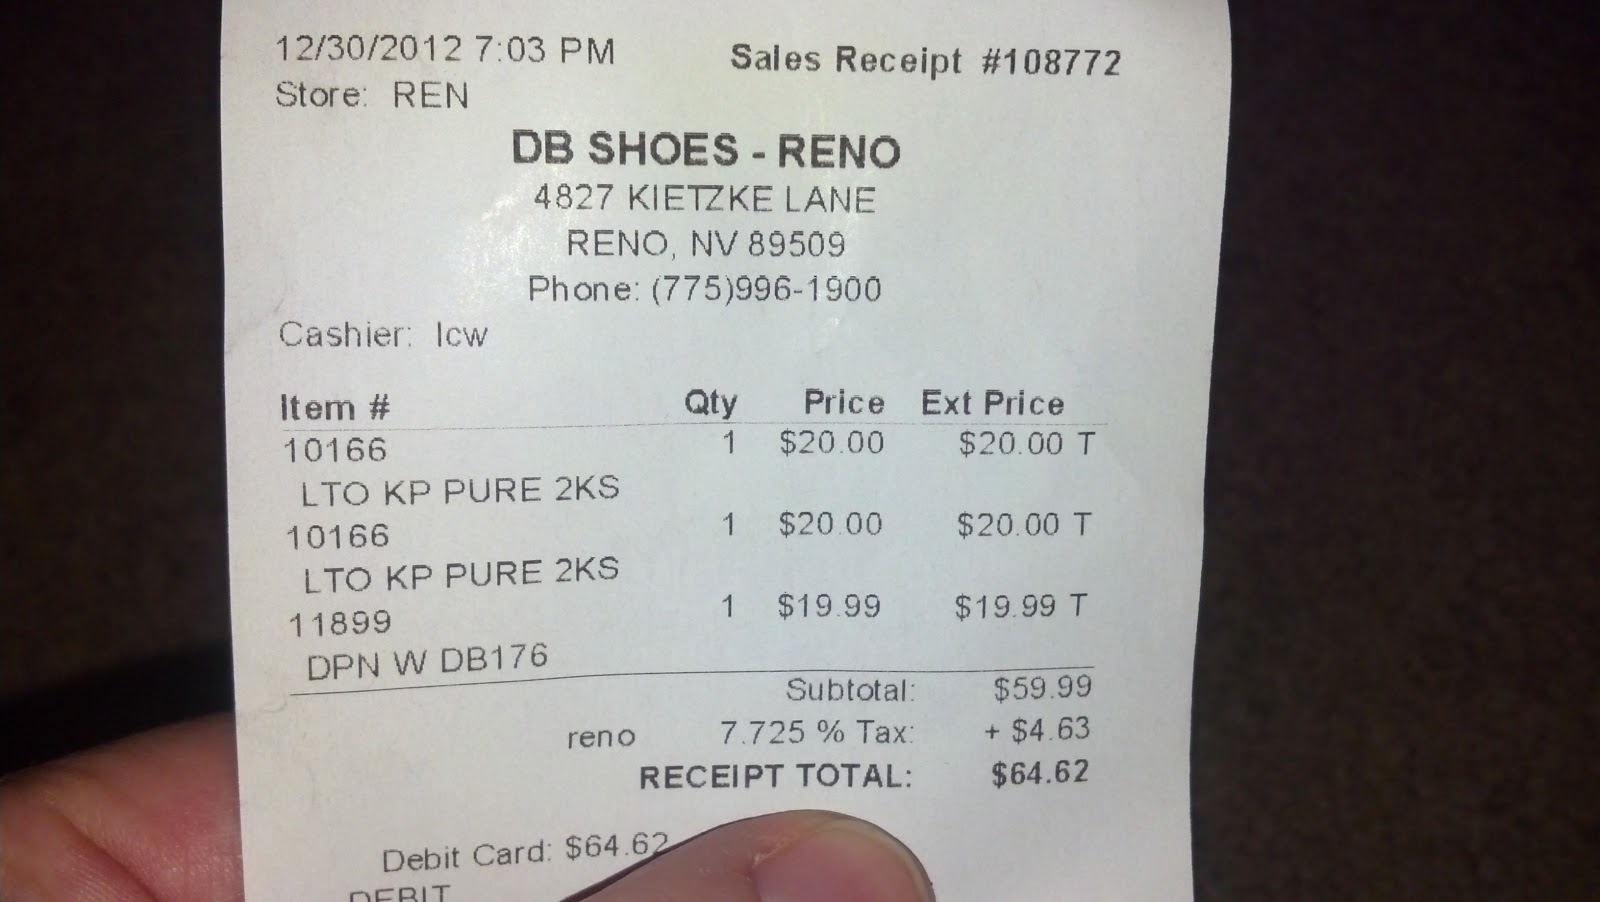 12/30/2012 7:03 PM Sales Receipt #108772
Store: REN
DB SHOES - RENO
4827 KIETZKE LANE
RENO, NV 89509
Phone: (775)996-1900
Cashier: lcw
Item # Qty Price Ext Price
10166 1 $20.00 $20.00 T
LTO KP PURE 2KS
10166 1 $20.00 $20.00 T
LTO KP PURE 2KS
11899 1 $19.99 $19.99 T
DPN W DB176
Subtotal: $59.99
reno 7.725 % Tax: + $4.63
RECEIPT TOTAL: $64.62
Debit Card: $64.62
DEBIT